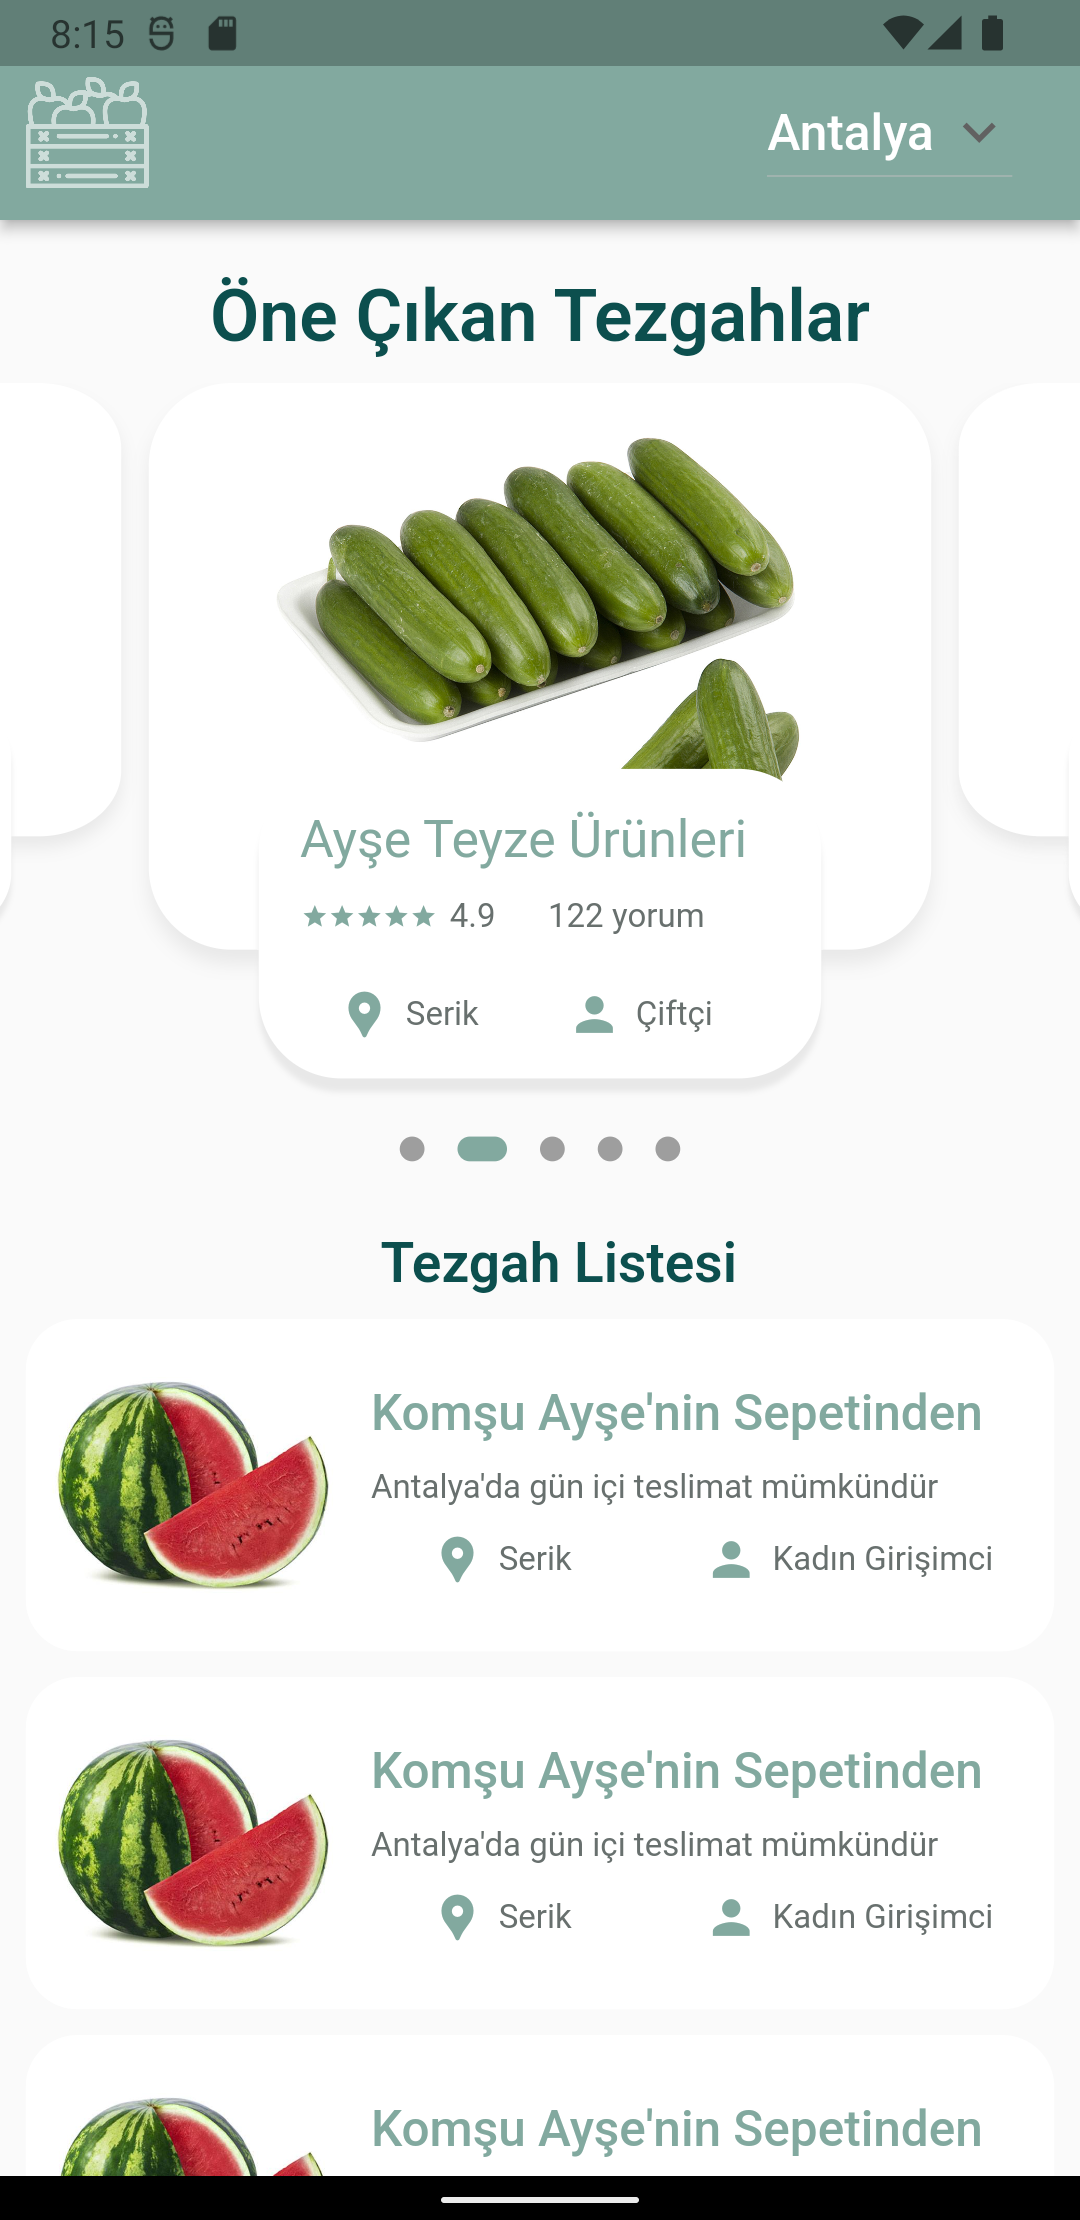 8:15
Antalya
Öne Çıkan Tezgahlar
Ayşe Teyze Ürünleri
4.9 122 yorum
Serik Çiftçi
Tezgah Listesi
Komşu Ayşe'nin Sepetinden
Antalya'da gün içi teslimat mümkündür
Serik Kadın Girişimci
Komşu Ayşe'nin Sepetinden
Antalya'da gün içi teslimat mümkündür
Serik Kadın Girişimci
Komşu Ayşe'nin Sepetinden